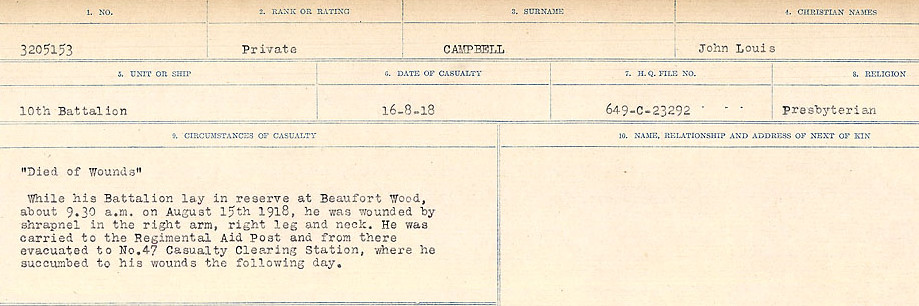 1. NO. 2. RANK OR RATING 3. SURNAME 4. CHRISTIAN NAMES
3205153 Private CAMPBELL John Louis
5. UNIT OR SHIP 6. DATE OF CASUALTY 7. H.Q. FILE NO. 8. RELIGION
10th Battalion 16-8-18 649-C-23292 Presbyterian
9. CIRCUMSTANCES OF CASUALTY 10. NAME, RELATIONSHIP AND ADDRESS OF NEXT OF KIN
"Died of Wounds"
While his Battalion lay in reserve at Beaufort Wood,
about 9.30 a.m. on August 15th 1918, he was wounded by
shrapnel in the right arm, right leg and neck. He was
carried to the Regimental Aid Post and from there
evacuated to No.47 Casualty Clearing Station, where he
succumbed to his wounds the following day.